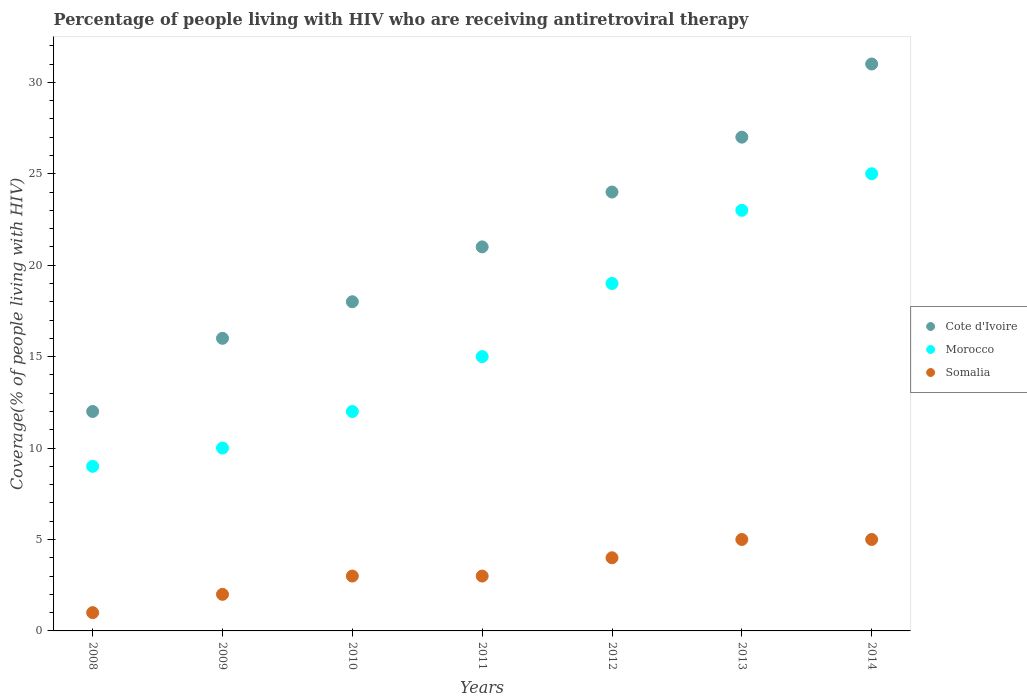 Percentage of people living with HIV who are receiving antiretroviral therapy
Coverage(% of people living with HIV)
30
25
20
15
10
5
0
2008
2009
2010
2011
2012
2013
2014
Years
Cote d'Ivoire
Morocco
Somalia